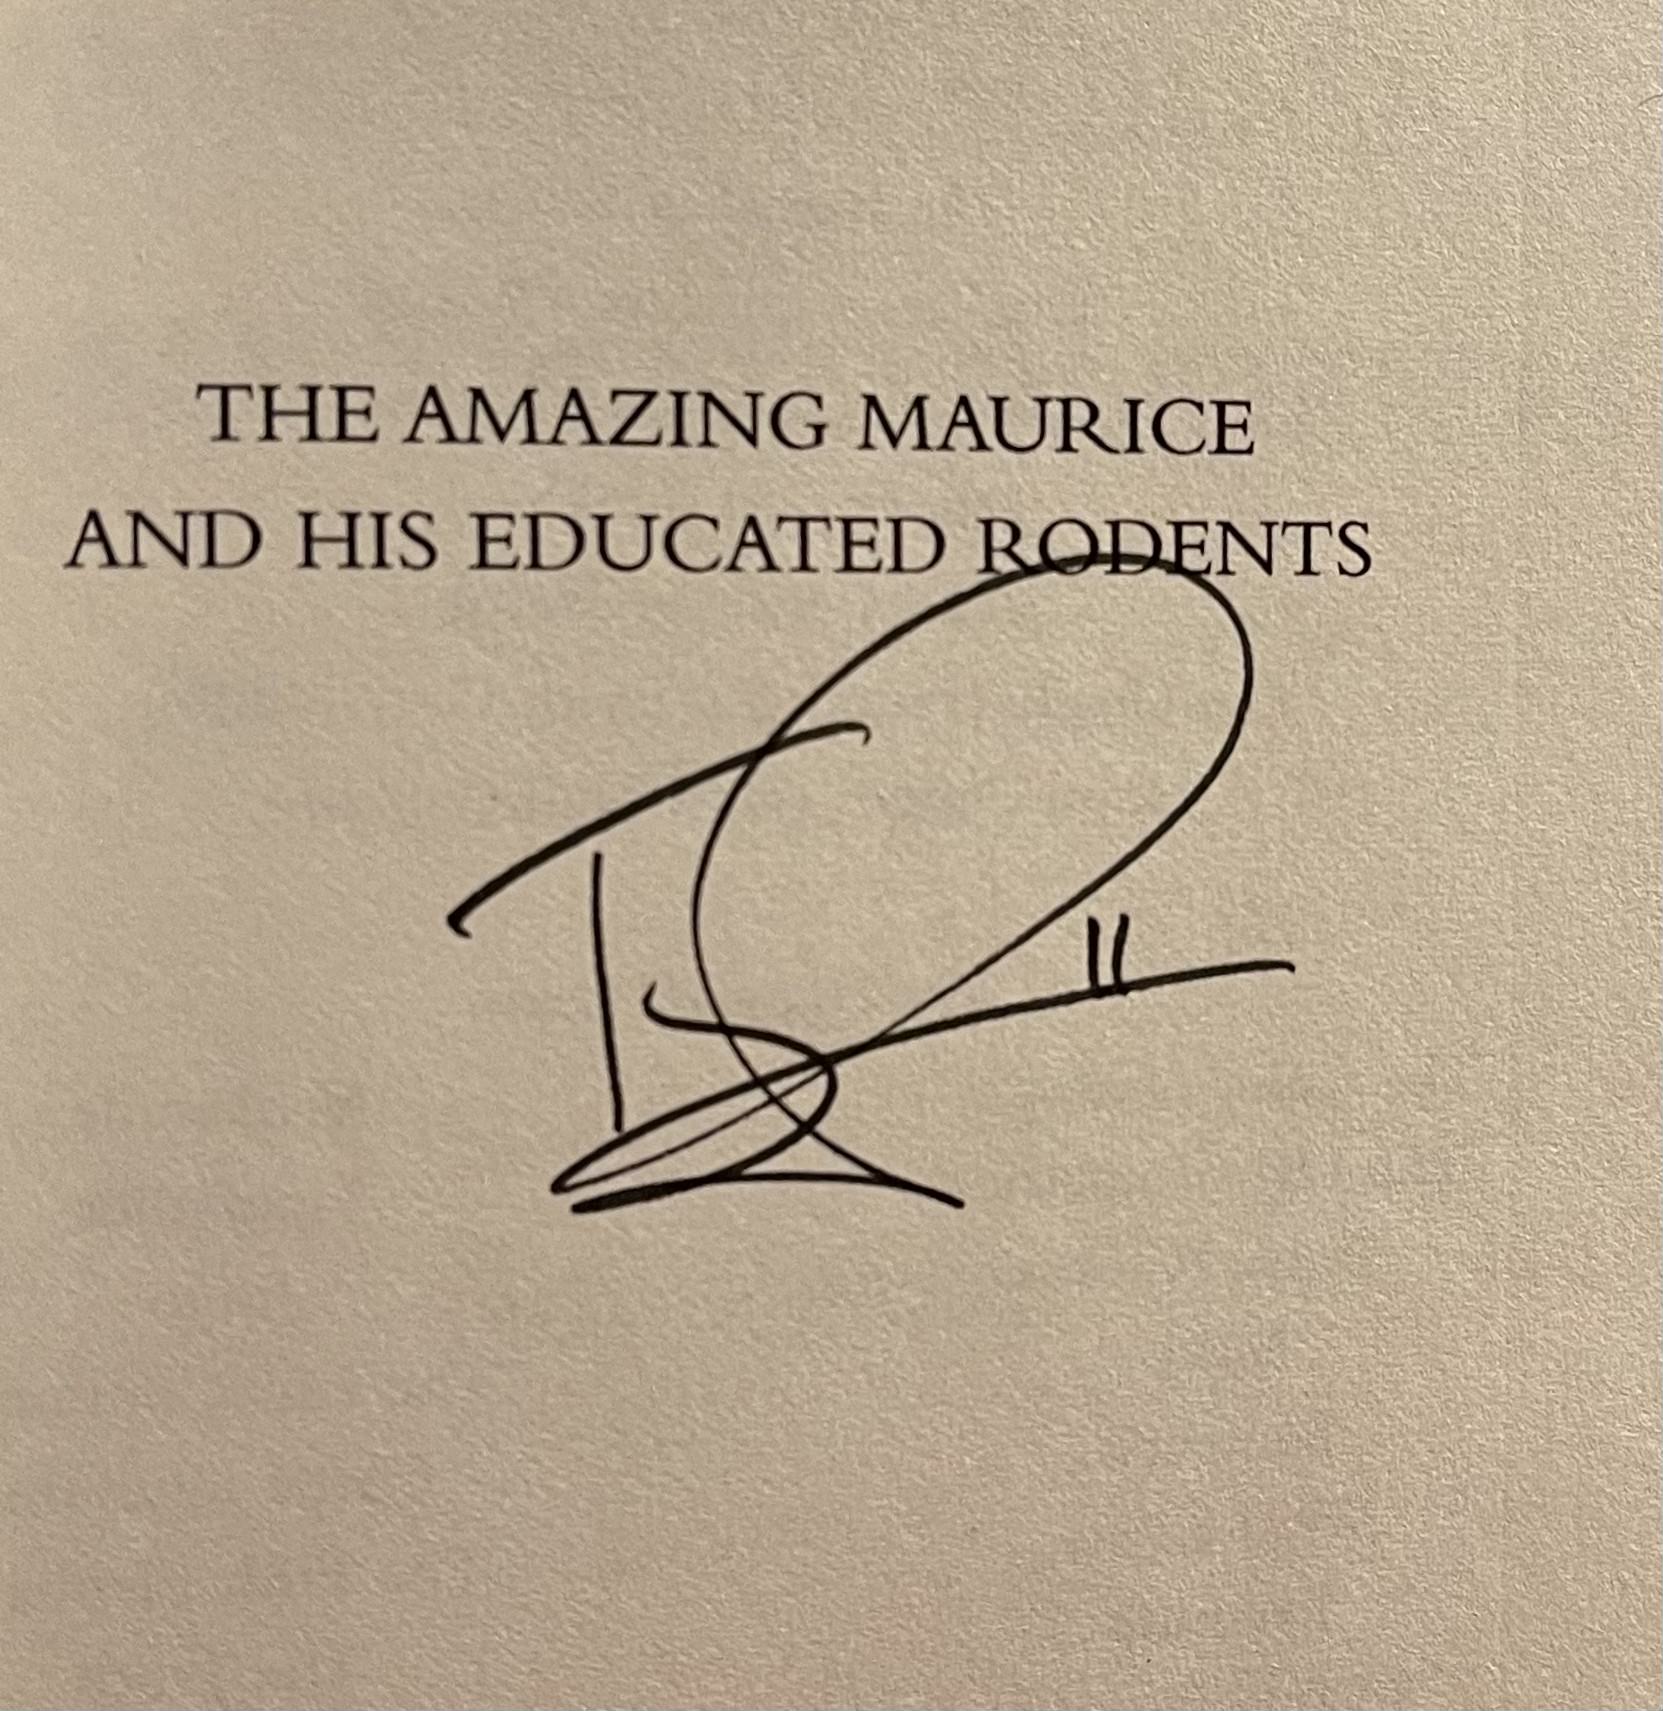 THE AMAZING MAURICE
AND HIS EDUCATED RODENTS